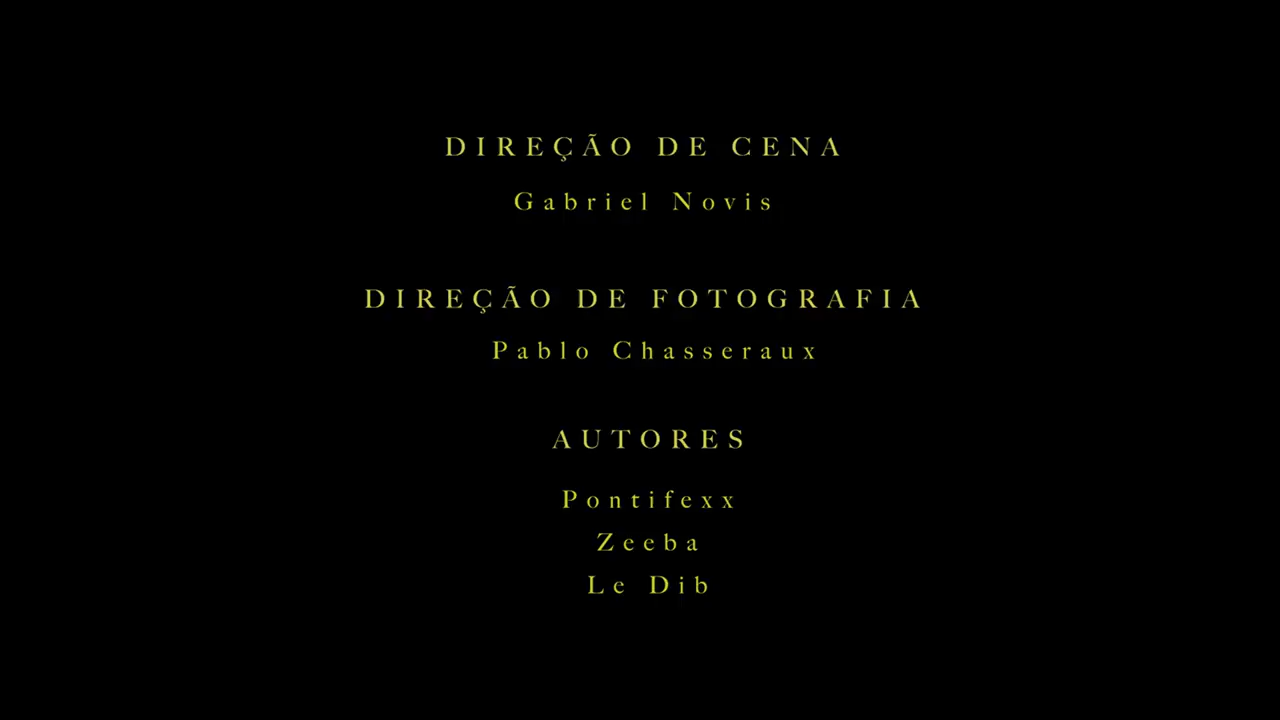 DIREÇÃO DE CENA
Gabriel Novis
DIREÇÃO DE FOTOGRAFIA
Pablo Chasseraux
AUTORES
Pontifexx
Zeeba
Le Dib